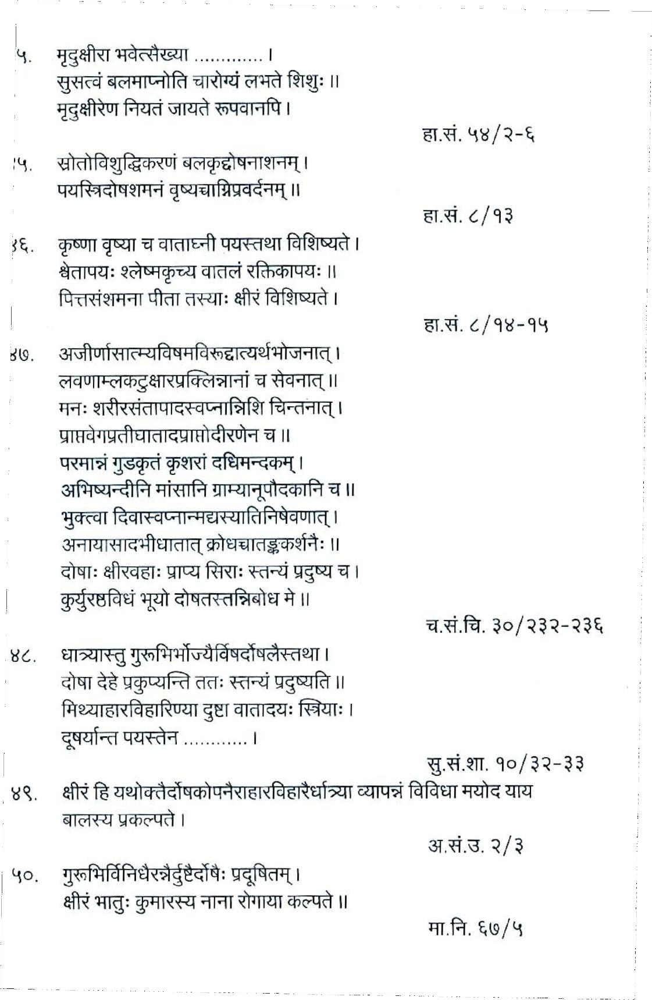 ५. मृदुक्षीरा भवेत्सैख्या ............. ।
सुसत्वं बलमाप्नोति चारोग्यं लभते शिशुः ॥
मृदुक्षीरेण नियतं जायते रूपवानपि ।
हा.सं. ५४/२-६
५. स्रोतोविशुद्धिकरणं बलकृद्दोषनाशनम् ।
पयस्त्रिदोषशमनं वृष्यचाग्निप्रवर्दनम् ॥
हा.सं. ८/१३
४६. कृष्णा वृष्या च वाताघ्नी पयस्तथा विशिष्यते ।
श्वेतापयः श्लेष्मकृच्य वातलं रक्तिकापयः ॥
पित्तसंशमना पीता तस्याः क्षीरं विशिष्यते ।
हा.सं. ८/१४-१५
४७. अजीर्णासात्म्यविषमविरूद्दात्यर्थभोजनात् ।
लवणाम्लकटुक्षारप्रक्लिन्नानां च सेवनात् ॥
मनः शरीरसंतापादस्वप्नान्निशि चिन्तनात् ।
प्राप्तवेगप्रतीघातादप्राप्तोदीरणेन च ॥
परमान्नं गुडकृतं कृशरां दधिमन्दकम् ।
अभिष्यन्दीनि मांसानि ग्राम्यानूपौदकानि च ॥
भुक्त्वा दिवास्वप्नान्मद्यस्यातिनिषेवणात् ।
अनायासादभीघातात् क्रोधच्चातङ्ककर्शनैः ॥
दोषाः क्षीरवहाः प्राप्य सिराः स्तन्यं प्रदुष्य च ।
कुर्युरष्ठविधं भूयो दोषतस्तन्निबोध मे ॥
च.सं.चि. ३०/२३२-२३६
४८. धात्र्यास्तु गुरूभिर्भोज्यैर्विषर्दोषलैस्तथा ।
दोषा देहे प्रकुप्यन्ति ततः स्तन्यं प्रदुष्यति ॥
मिथ्याहारविहारिण्या दुष्टा वातादयः स्त्रियाः ।
दूषर्यान्त पयस्तेन ............ ।
सु.सं.शा. १०/३२-३३
४९. क्षीरं हि यथोक्तैर्दोषकोपनैराहारविहारैर्धात्र्या व्यापन्नं विविधा मयोद याय
बालस्य प्रकल्पते ।
अ.सं.उ. २/३
५०. गुरूभिर्विनिधैरन्नैर्दुष्टैर्दोषैः प्रदूषितम् ।
क्षीरं भातुः कुमारस्य नाना रोगाया कल्पते ॥
मा.नि. ६७/५